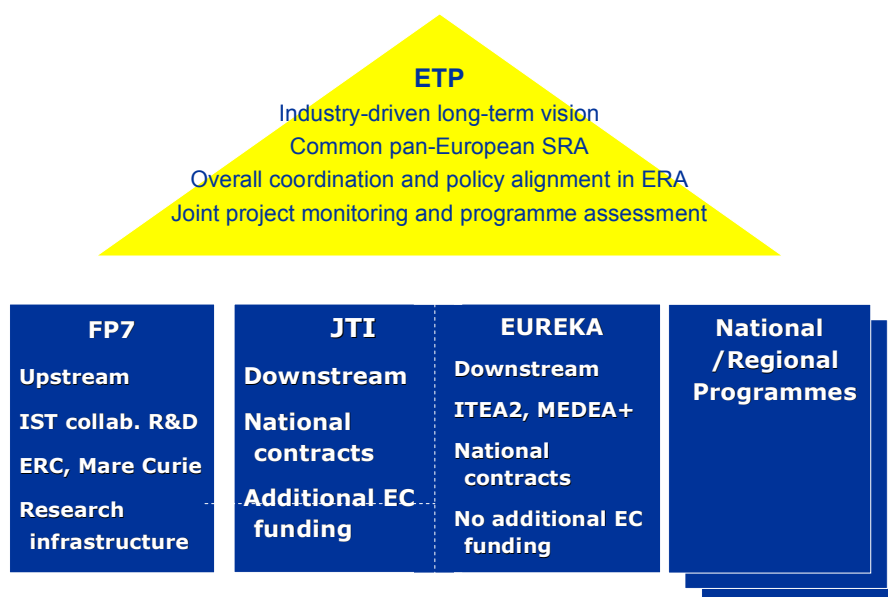 ETP
Industry-driven long-term vision
Common pan-European SRA
Overall coordination and policy alignment in ERA
Joint project monitoring and programme assessment
FP7
Upstream
IST collab. R&D
ERC, Mare Curie
Research
infrastructure
JTI
Downstream
National
contracts
Additional EC
funding
EUREKA
Downstream
ITEA2, MEDEA+
National
contracts
No additional EC
funding
National
/Regional
Programmes